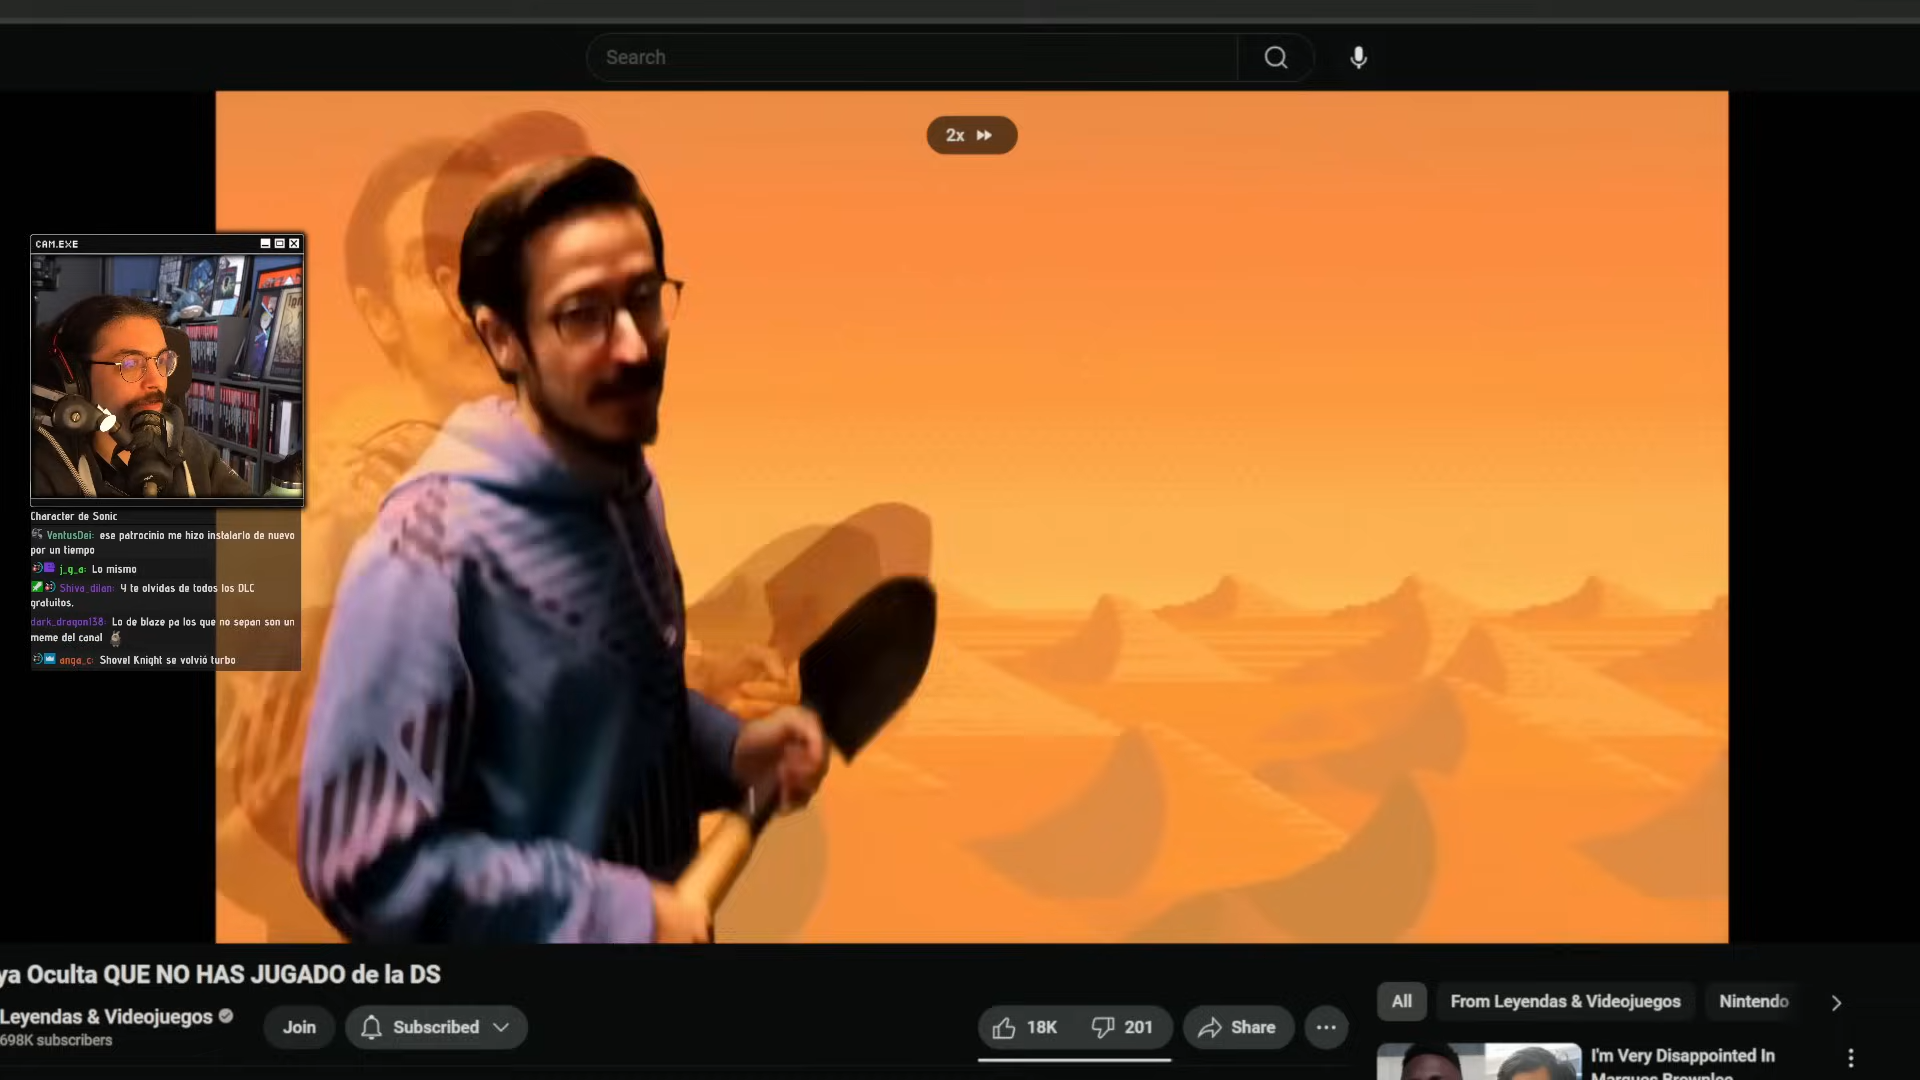 Search
2x
CAM.EXE
Character de Sonic
VentusDei: ese patrocinio me hizo instalarlo de nuevo
por un tiempo
j_g_a: Lo mismo
Shiva_dilan: Y te olvidas de todos los DLC
gratuitos.
dark_dragon138: Lo de blaze pa los que no sepan son un
meme del canal
anga_c: Shovel Knight se volvió turbo
ya Oculta QUE NO HAS JUGADO de la DS
Leyendas & Videojuegos
698K subscribers
Join
Subscribed
18K
201
Share
All
From Leyendas & Videojuegos
Nintendo
I'm Very Disappointed In
Marques Brownlee